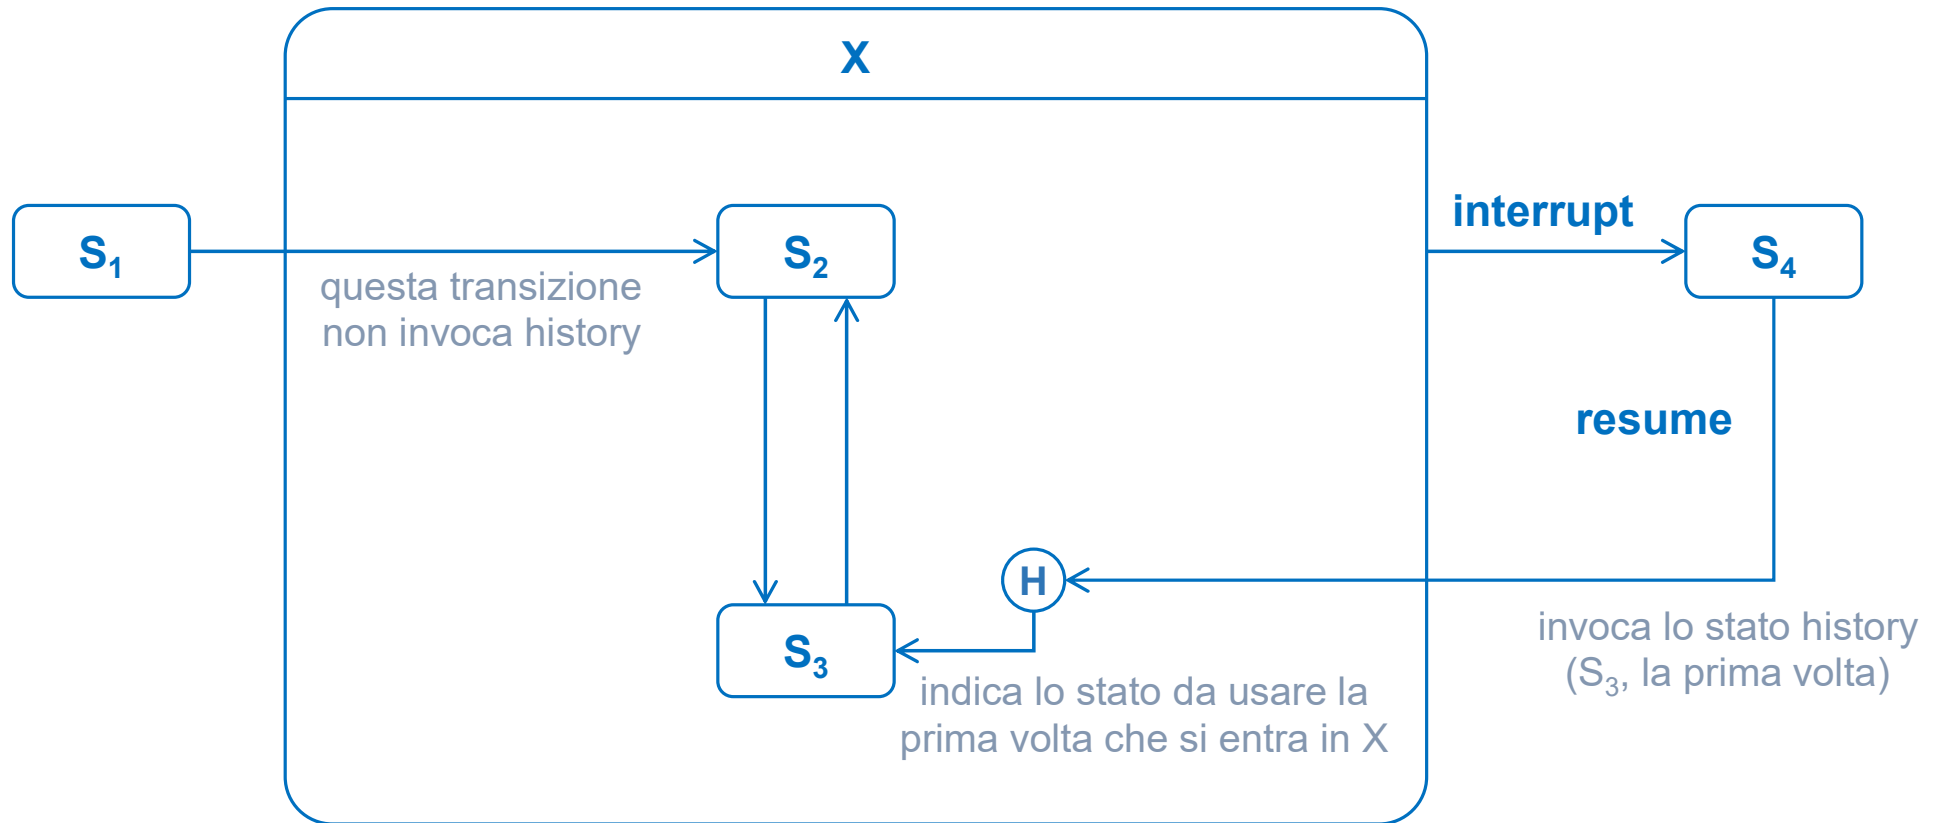 X
S₁
questa transizione
non invoca history
S₂
interrupt
S₄
resume
H
S₃
indica lo stato da usare la
prima volta che si entra in X
invoca lo stato history
(S₃, la prima volta)